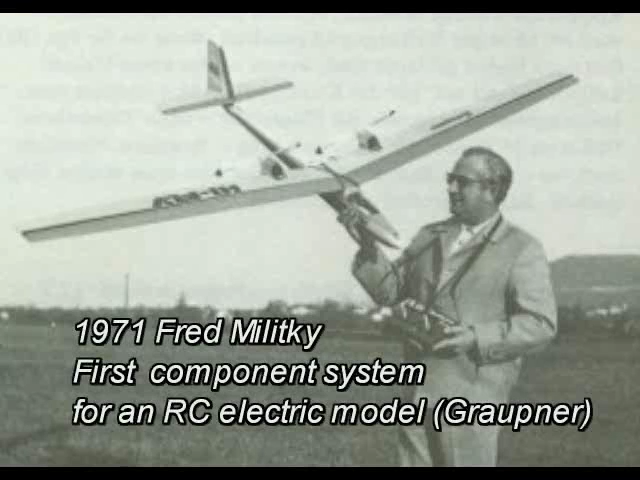 1971 Fred Militky
First component system
for an RC electric model (Graupner)